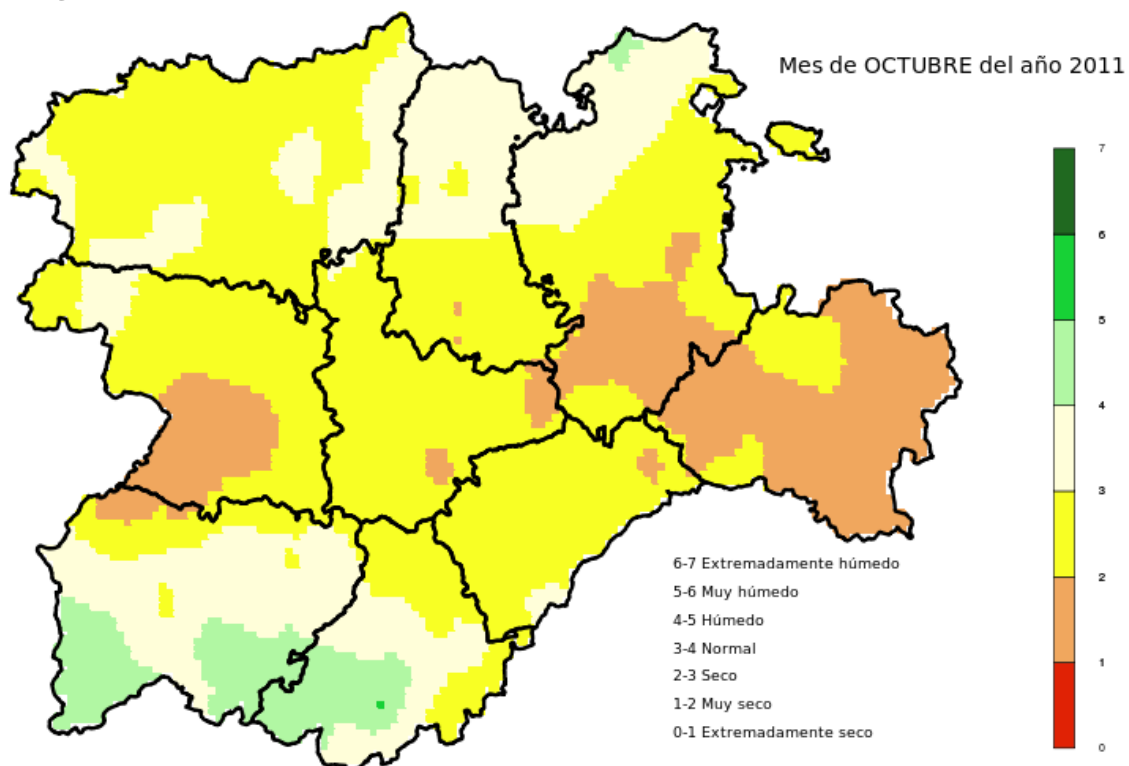 Mes de OCTUBRE del año 2011
7
6
5
4
3
2
1
0
6-7 Extremadamente húmedo
5-6 Muy húmedo
4-5 Húmedo
3-4 Normal
2-3 Seco
1-2 Muy seco
0-1 Extremadamente seco